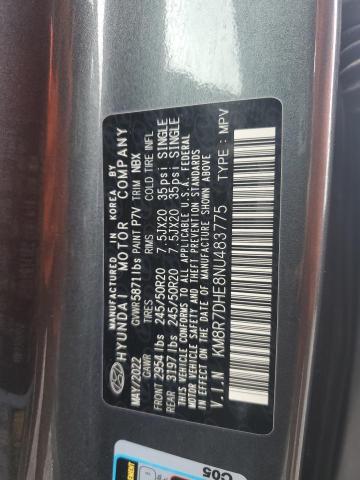 MANUFACTURED IN KOREA BY
HYUNDAI MOTOR COMPANY
GVWR 5871 lbs PAINT P7V TRIM NBX
MAY/2022 GAWR TIRES RIMS COLD TIRE INFL
FRONT 2954 lbs 245/50R20 7.5JX20 35psi SINGLE
REAR 3197 lbs 245/50R20 7.5JX20 35psi SINGLE
THIS VEHICLE CONFORMS TO ALL APPLICABLE U.S.A FEDERAL
MOTOR VEHICLE SAFETY, BUMPER, AND THEFT PREVENTION STANDARDS
IN EFFECT ON THE DATE OF MANUFACTURE SHOWN ABOVE.
V.I.N KM8R7DHE8NU483775 TYPE : MPV
C05